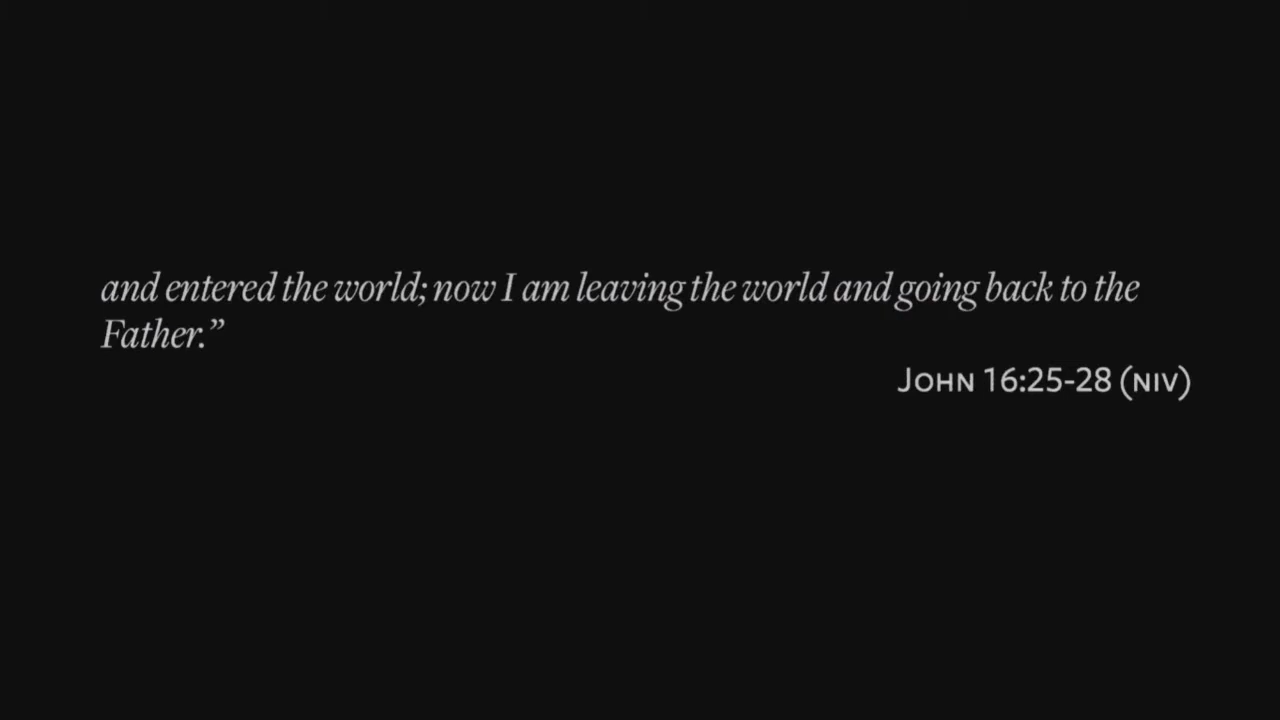 and entered the world; now I am leaving the world and going back to the
Father.”
John 16:25-28 (NIV)